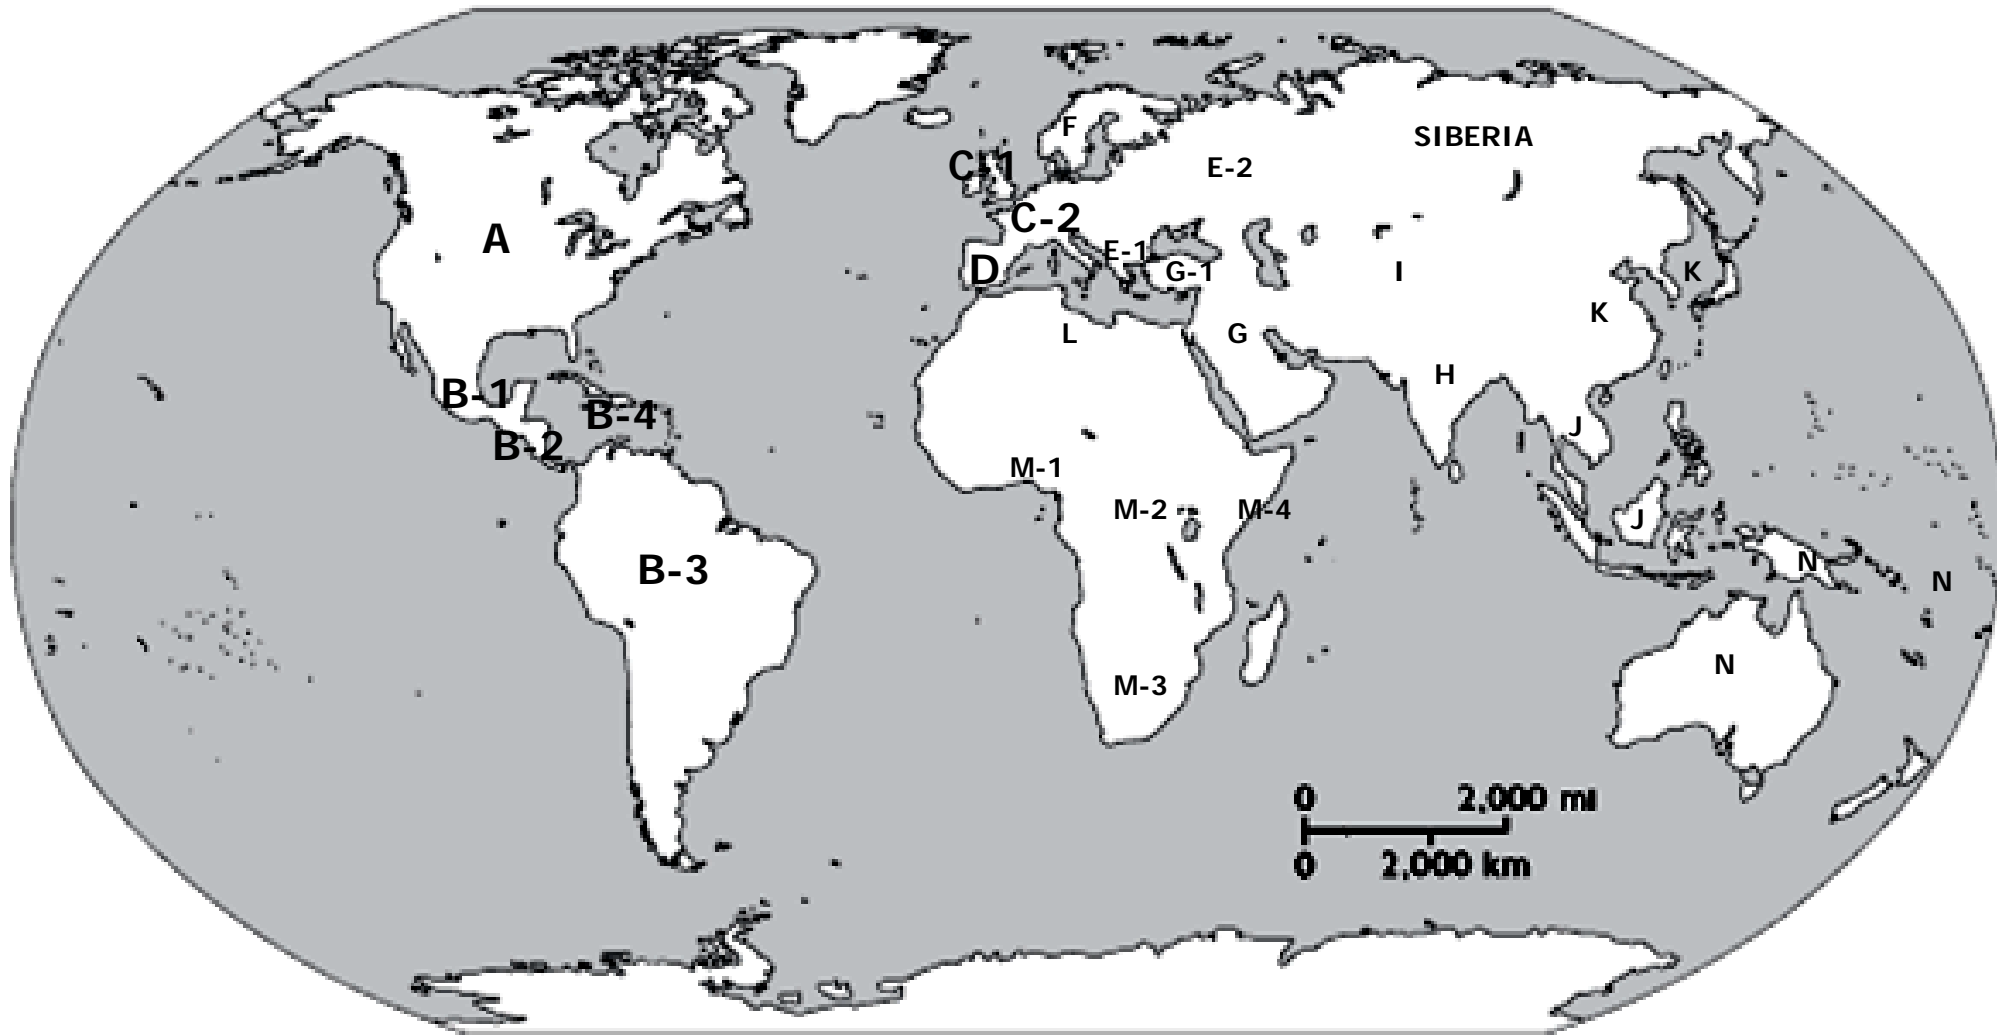 F
SIBERIA
C-1
E-2
C-2
A
E-1
D
G-1
I
K
K
L
G
H
B-1
B-4
J
B-2
M-1
M-2
M-4
J
B-3
N
N
N
M-3
0 2,000 mi
0 2,000 km